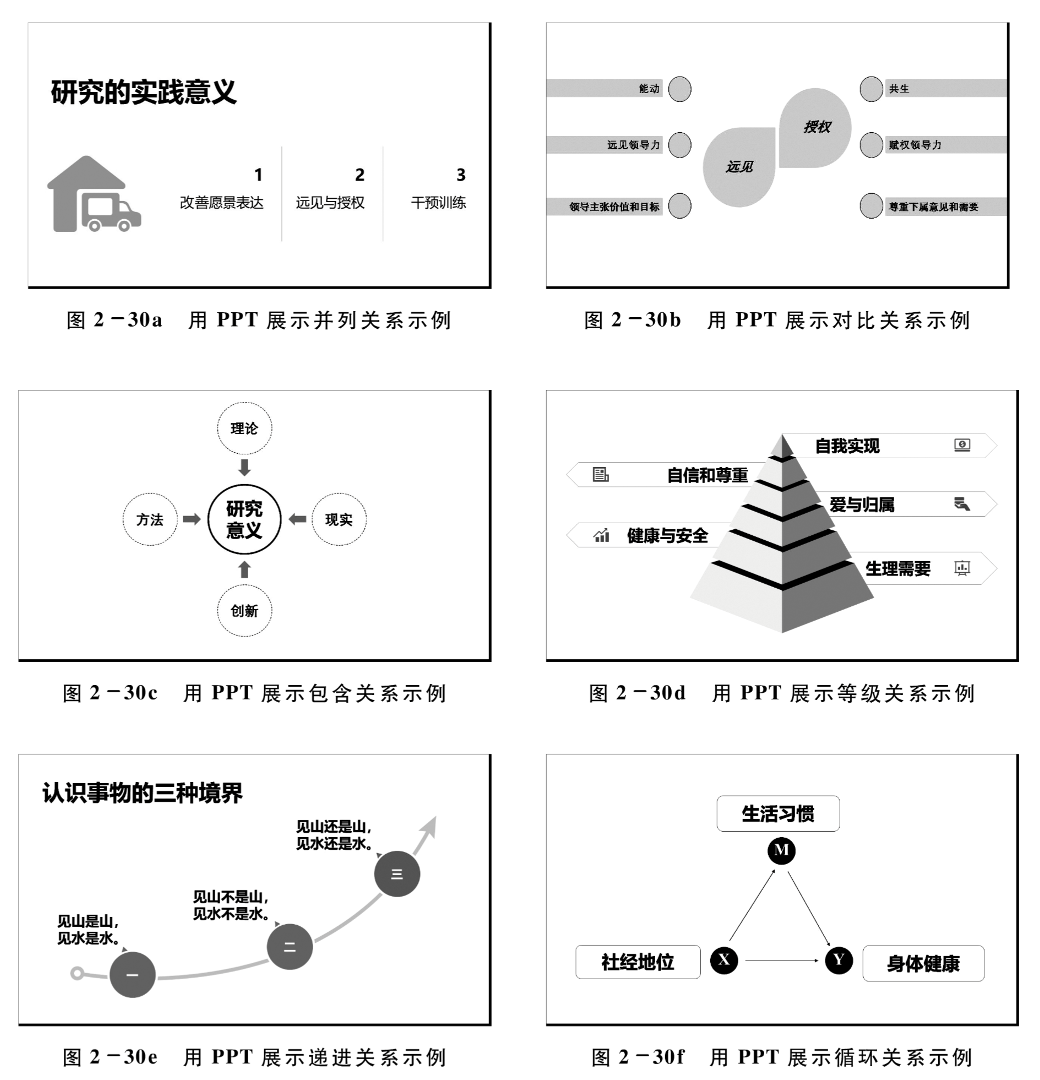 研究的实践意义
1
改善愿景表达
2
远见与授权
3
干预训练
图 2－30a 用 PPT 展示并列关系示例
能动
远见领导力
领导主张价值和目标
远见
授权
共生
赋权领导力
尊重下属意见和需要
图 2－30b 用 PPT 展示对比关系示例
理论
方法
研究
意义
现实
创新
图 2－30c 用 PPT 展示包含关系示例
自我实现
自信和尊重
爱与归属
健康与安全
生理需要
图 2－30d 用 PPT 展示等级关系示例
认识事物的三种境界
见山还是山，
见水还是水。
三
见山不是山，
见水不是水。
二
见山是山，
见水是水。
一
图 2－30e 用 PPT 展示递进关系示例
生活习惯
M
社经地位
X
Y
身体健康
图 2－30f 用 PPT 展示循环关系示例